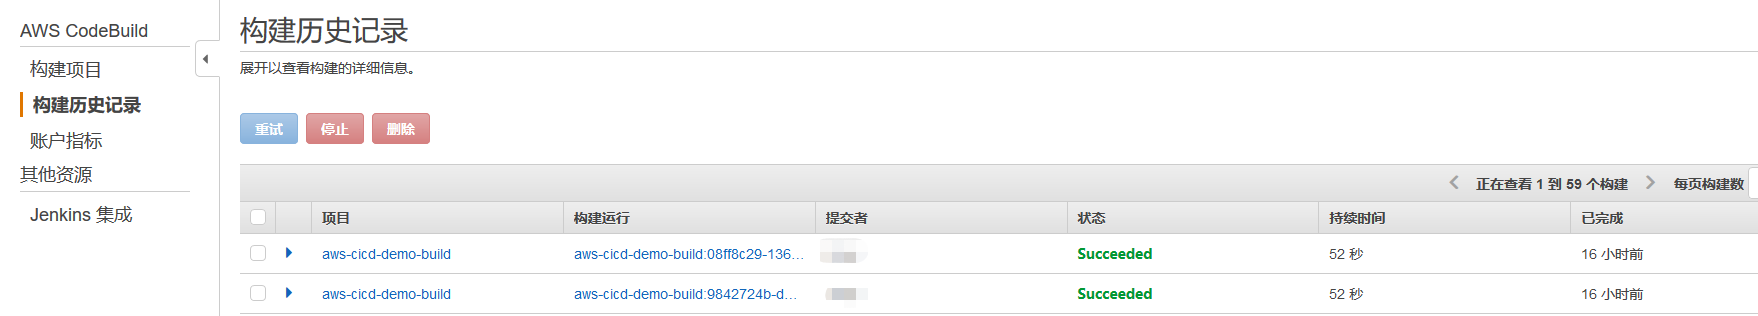 AWS CodeBuild
构建项目
构建历史记录
账户指标
其他资源
Jenkins 集成
构建历史记录
展开以查看构建的详细信息。
重试 停止 删除
正在查看 1 到 59 个构建 每页构建数
项目 构建运行 提交者 状态 持续时间 已完成
aws-cicd-demo-build aws-cicd-demo-build:08ff8c29-136... Succeeded 52 秒 16 小时前
aws-cicd-demo-build aws-cicd-demo-build:9842724b-d... Succeeded 52 秒 16 小时前